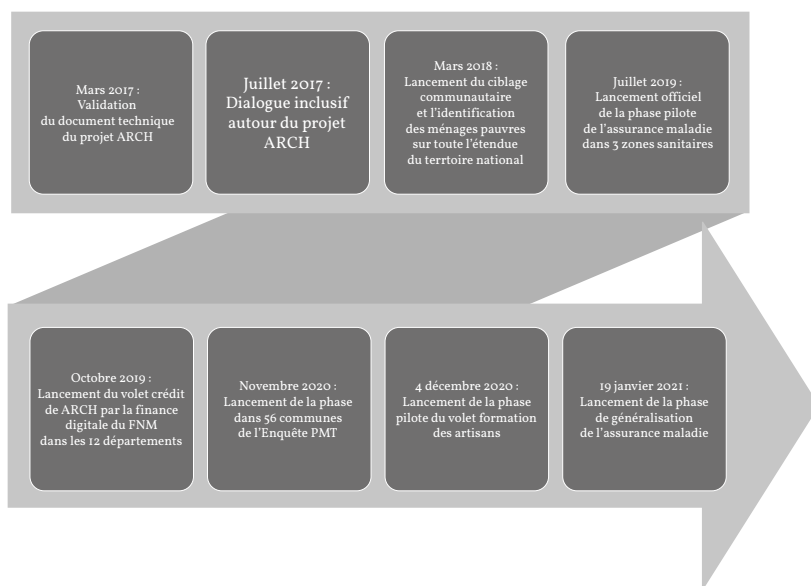 Mars 2017 :
Validation
du document technique
du projet ARCH
Juillet 2017 :
Dialogue inclusif
autour du projet
ARCH
Mars 2018 :
Lancement du ciblage
communautaire
et l'identification
des ménages pauvres
sur toute l'étendue
du terrtoire national
Juillet 2019 :
Lancement officiel
de la phase pilote
de l'assurance maladie
dans 3 zones sanitaires
Octobre 2019 :
Lancement du volet crédit
de ARCH par la finance
digitale du FNM
dans les 12 départements
Novembre 2020 :
Lancement de la phase
dans 56 communes
de l'Enquête PMT
4 décembre 2020 :
Lancement de la phase
pilote du volet formation
des artisans
19 janvier 2021 :
Lancement de la phase
de généralisation
de l'assurance maladie